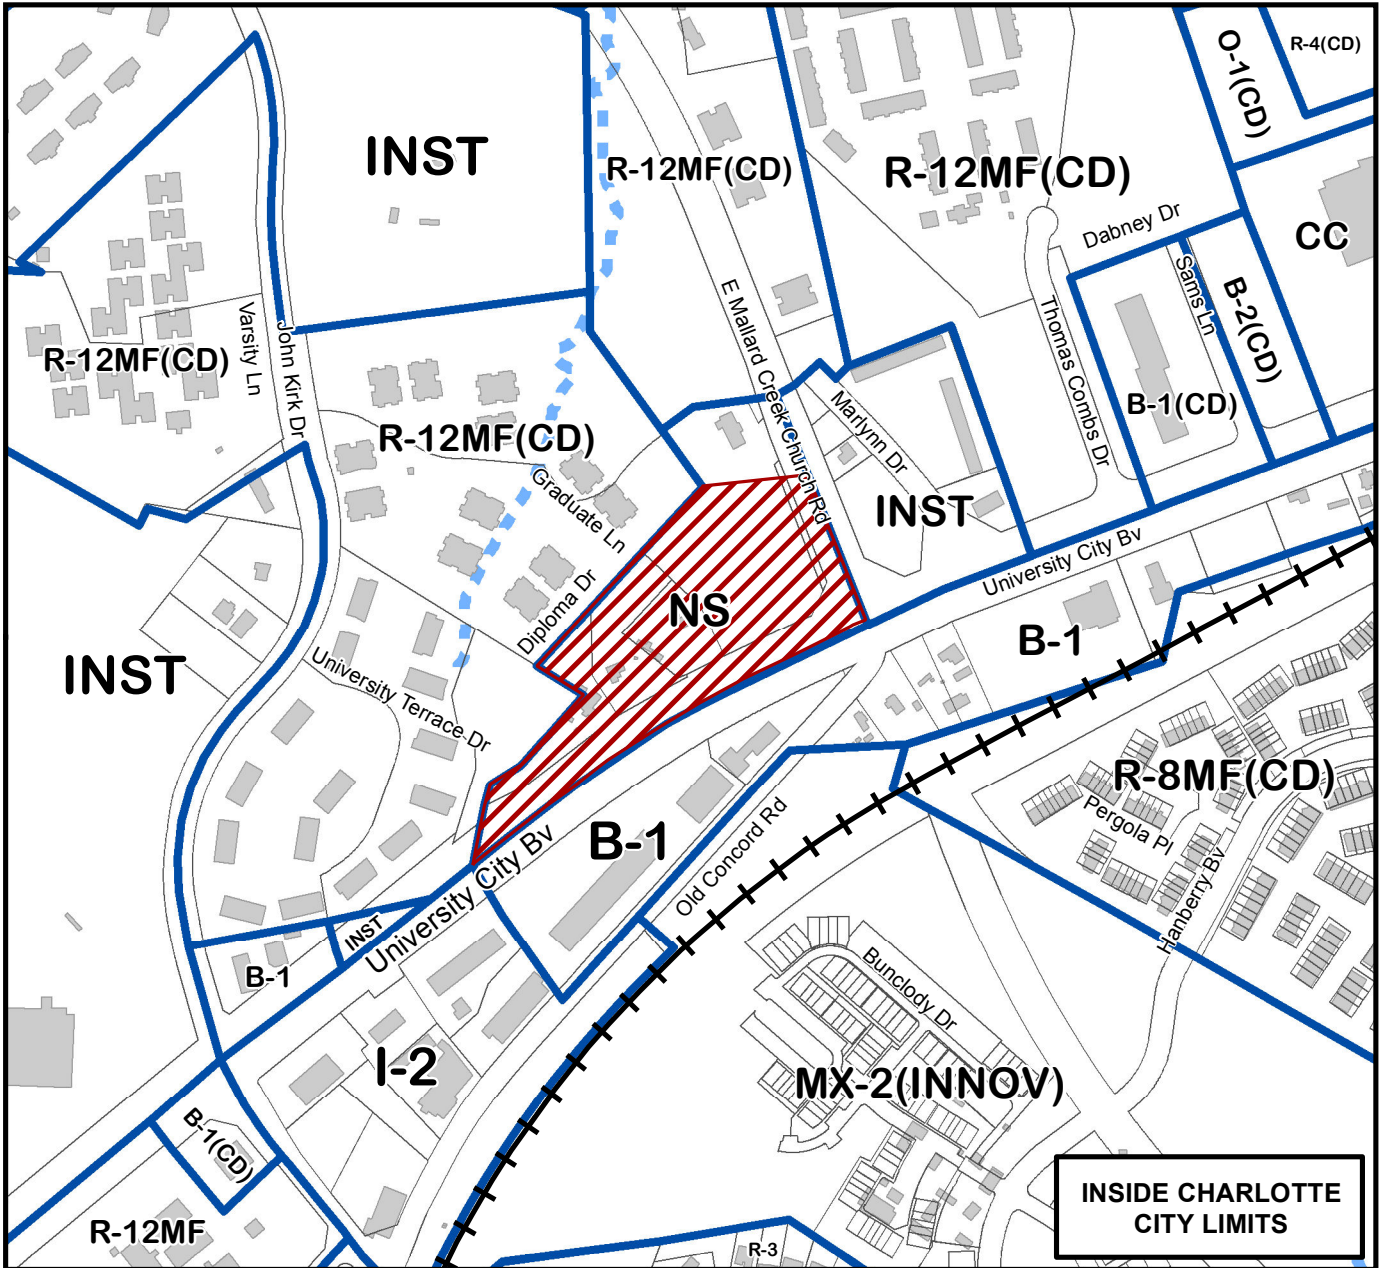 O-1(CD)
R-4(CD)
INST
R-12MF(CD)
R-12MF(CD)
Dabney Dr
CC
Sams Ln
B-2(CD)
E Mallard Creek Church Rd
Thomas Combs Dr
Varsity Ln
John Kirk Dr
R-12MF(CD)
B-1(CD)
Marlynn Dr
R-12MF(CD)
Graduate Ln
INST
University City Bv
Diploma Dr
NS
B-1
INST
University Terrace Dr
R-8MF(CD)
Pergola Pl
B-1
Old Concord Rd
University City Bv
Hanberry Bv
INST
B-1
Bunclody Dr
I-2
MX-2(INNOV)
B-1(CD)
R-12MF
R-3
INSIDE CHARLOTTE
CITY LIMITS